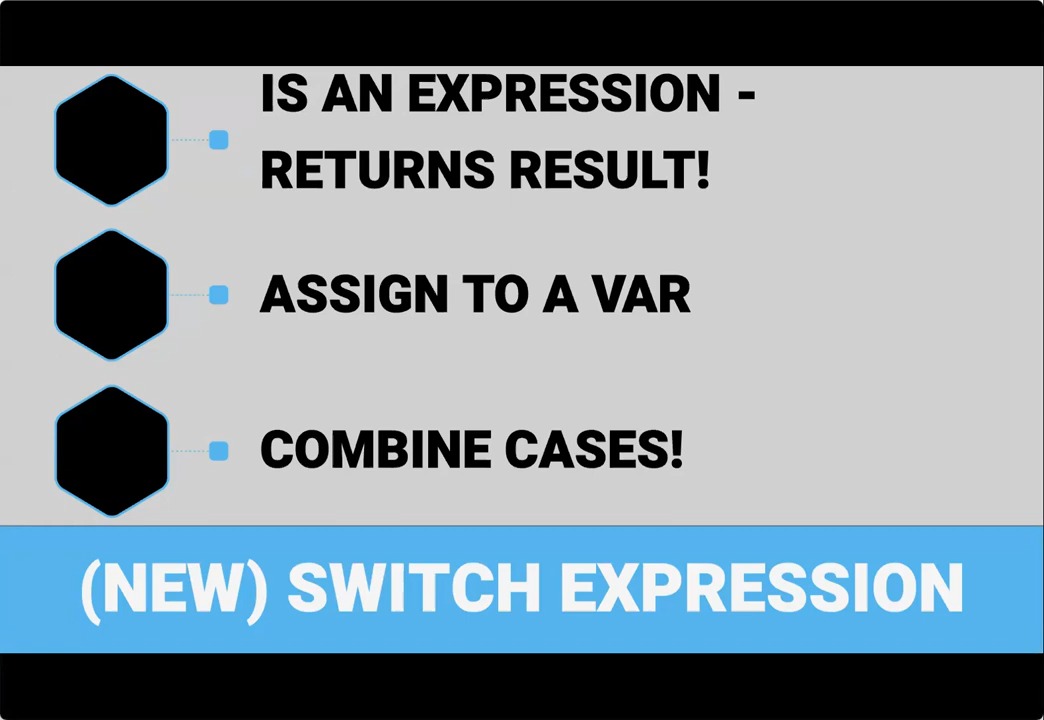 IS AN EXPRESSION -
RETURNS RESULT!
ASSIGN TO A VAR
COMBINE CASES!
(NEW) SWITCH EXPRESSION